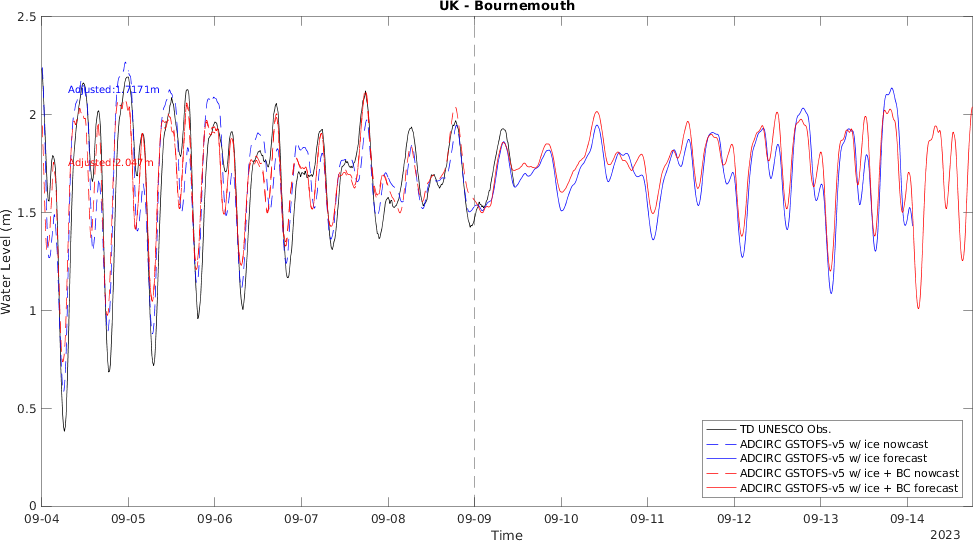 UK - Bournemouth
2.5
2
1.5
1
0.5
0
Water Level (m)
Adjusted:1.7171m
Adjusted:2.047m
TD UNESCO Obs.
ADCIRC GSTOFS-v5 w/ ice nowcast
ADCIRC GSTOFS-v5 w/ ice forecast
ADCIRC GSTOFS-v5 w/ ice + BC nowcast
ADCIRC GSTOFS-v5 w/ ice + BC forecast
09-04 09-05 09-06 09-07 09-08 09-09 09-10 09-11 09-12 09-13 09-14
Time
2023